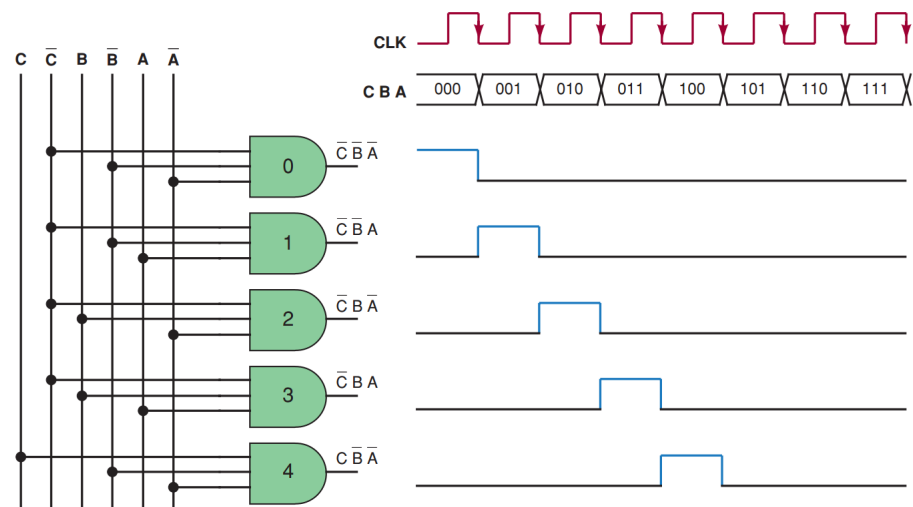 C C̅ B B̅ A A̅
CLK
C B A 000 001 010 011 100 101 110 111
0 C̅ B̅ A̅
1 C̅ B̅ A
2 C̅ B A̅
3 C̅ B A
4 C B̅ A̅